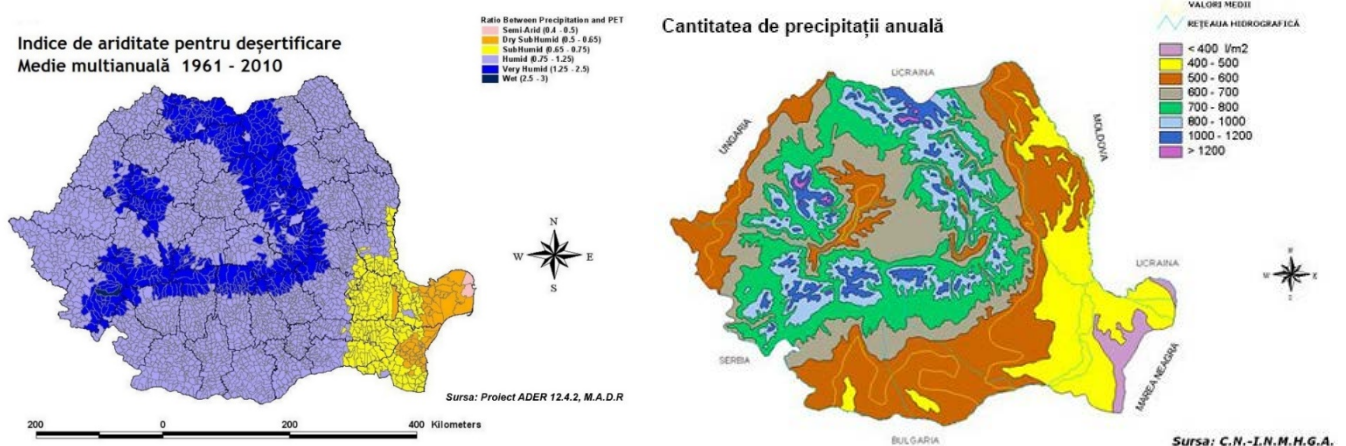 Indice de ariditate pentru deșertificare
Medie multianuală 1961 - 2010
Ratio Between Precipitation and PET
Semi-Arid (0.4 - 0.5)
Dry SubHumid (0.5 - 0.65)
SubHumid (0.65 - 0.75)
Humid (0.75 - 1.25)
Very Humid (1.25 - 2.5)
Wet (2.5 - 3)
N
W E
S
Sursa: Proiect ADER 12.4.2, M.A.D.R
200 0 200 400 Kilometers
Cantitatea de precipitații anuală
VALORI MEDII
REȚEAUA HIDROGRAFICĂ
< 400 l/m2
400 - 500
500 - 600
600 - 700
700 - 800
800 - 1000
1000 - 1200
> 1200
UCRAINA
UNGARIA
MOLDOVA
UCRAINA
SERBIA
MAREA NEAGRA
BULGARIA
Sursa: C.N.-I.N.M.H.G.A.